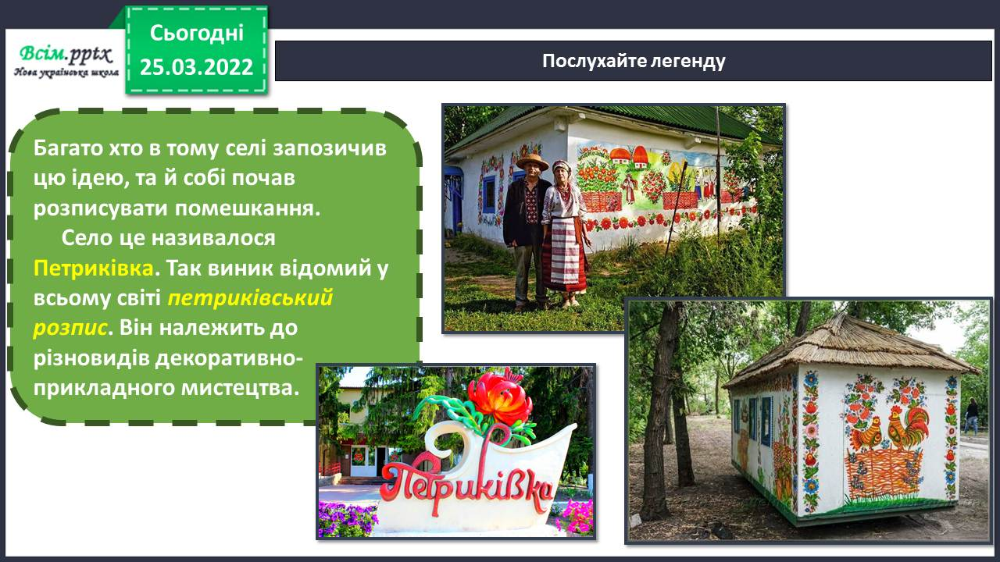 Сьогодні
25.03.2022
Всім.pptx
Нова українська школа
Послухайте легенду
Багато хто в тому селі запозичив
цю ідею, та й собі почав
розписувати помешкання.
Село це називалося
Петриківка. Так виник відомий у
всьому світі петриківський
розпис. Він належить до
різновидів декоративно-
прикладного мистецтва.
Петриківка